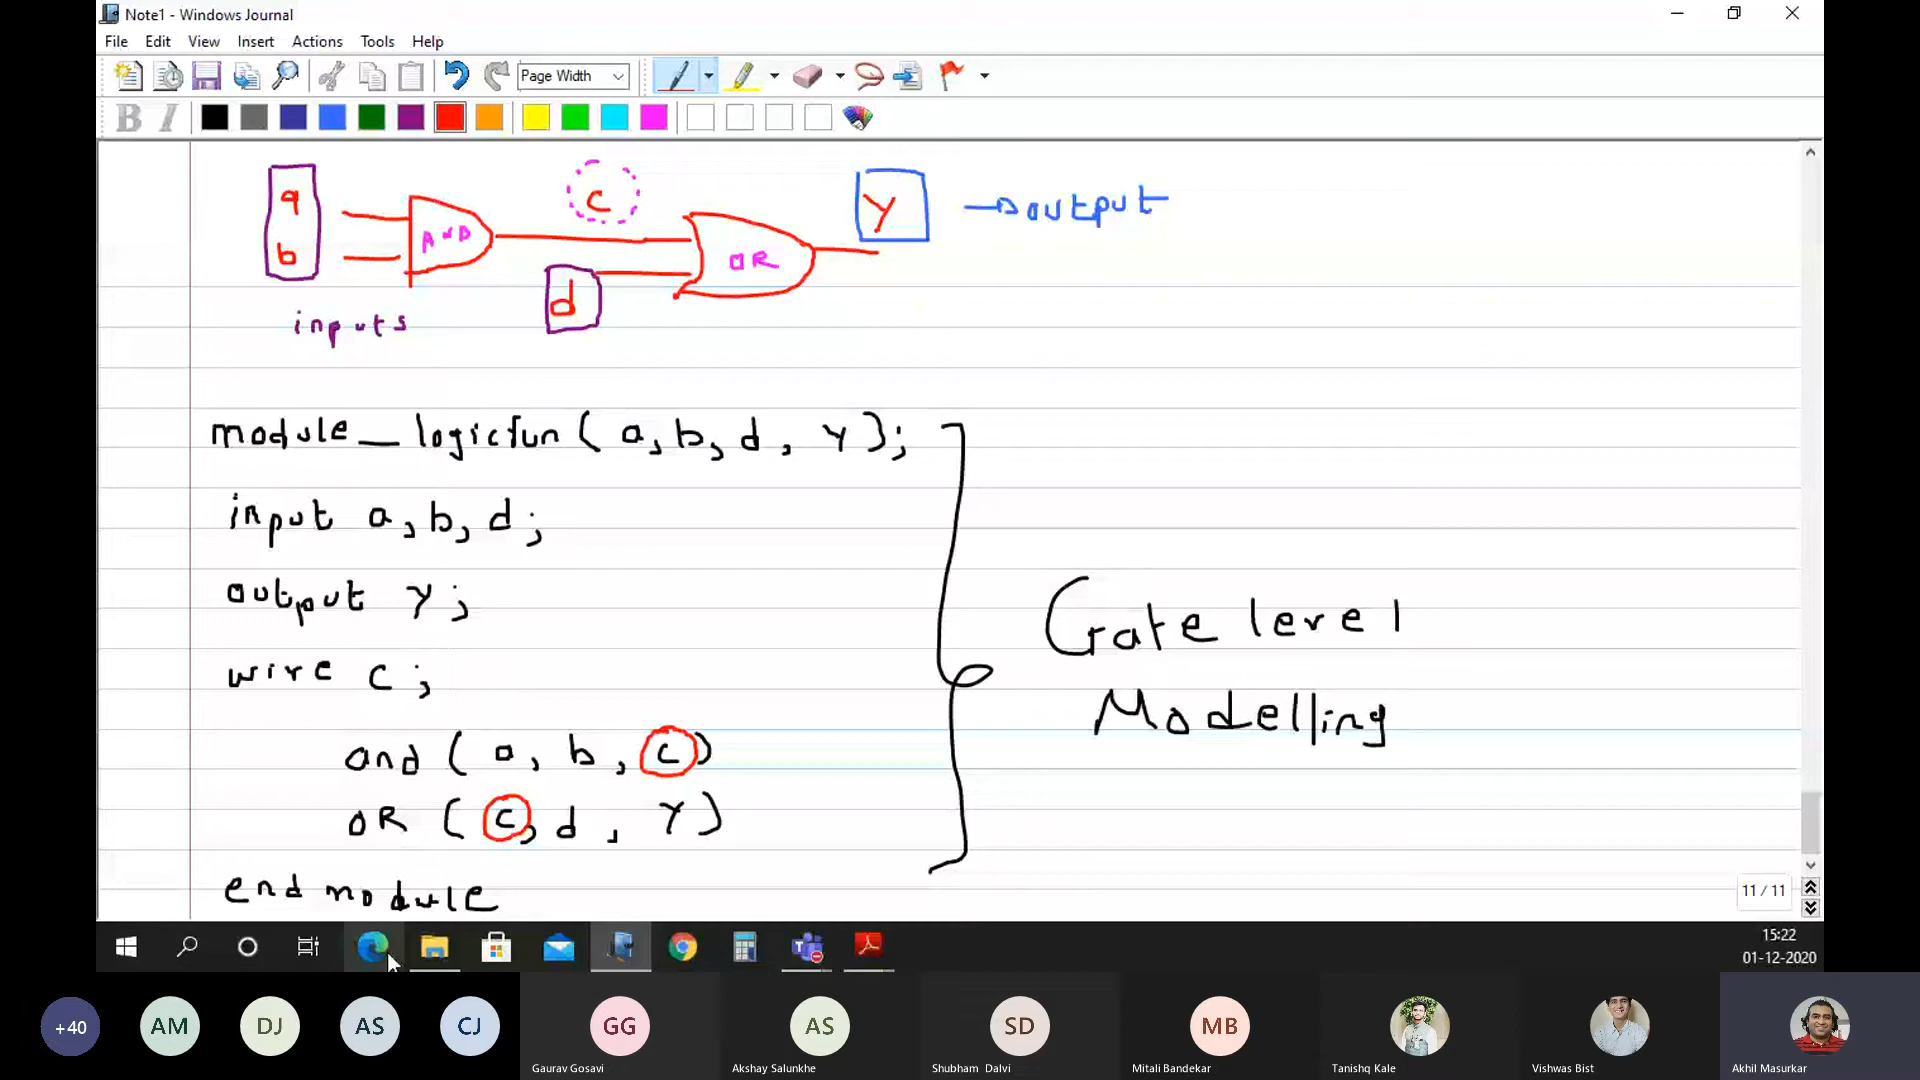 Note1 - Windows Journal
File Edit View Insert Actions Tools Help
Page Width
B I
a
b
AND
c
d
OR
Y
output
inputs
module_logicfun ( a, b, d , Y );
input a, b, d ;
output Y ;
wire c ;
and ( a, b, c )
OR ( c, d , Y )
end module
Gate level
Modelling
11 / 11
15:22
01-12-2020
+40
AM
DJ
AS
CJ
GG
AS
SD
MB
Gaurav Gosavi
Akshay Salunkhe
Shubham Dalvi
Mitali Bandekar
Tanishq Kale
Vishwas Bist
Akhil Masurkar